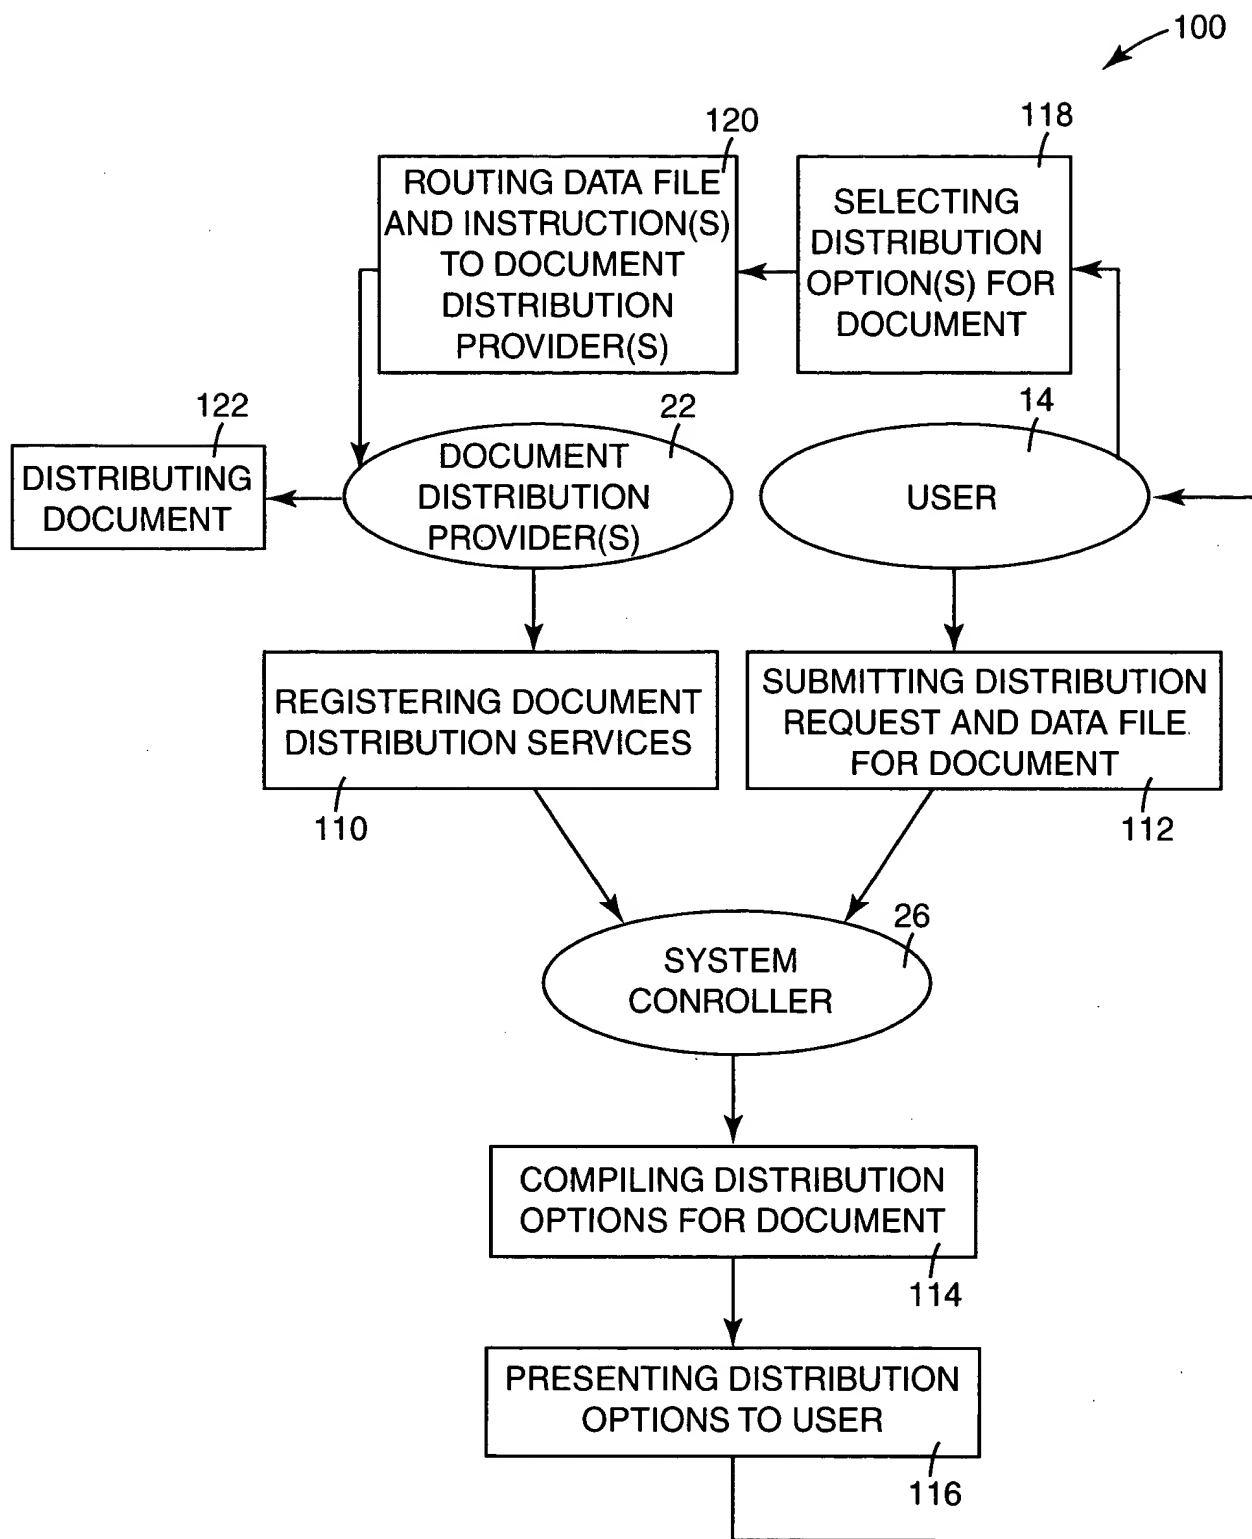 100
120
118
ROUTING DATA FILE
AND INSTRUCTION(S)
TO DOCUMENT
DISTRIBUTION
PROVIDER(S)
SELECTING
DISTRIBUTION
OPTION(S) FOR
DOCUMENT
122
22
14
DISTRIBUTING
DOCUMENT
DOCUMENT
DISTRIBUTION
PROVIDER(S)
USER
REGISTERING DOCUMENT
DISTRIBUTION SERVICES
SUBMITTING DISTRIBUTION
REQUEST AND DATA FILE
FOR DOCUMENT
110
112
26
SYSTEM
CONROLLER
COMPILING DISTRIBUTION
OPTIONS FOR DOCUMENT
114
PRESENTING DISTRIBUTION
OPTIONS TO USER
116